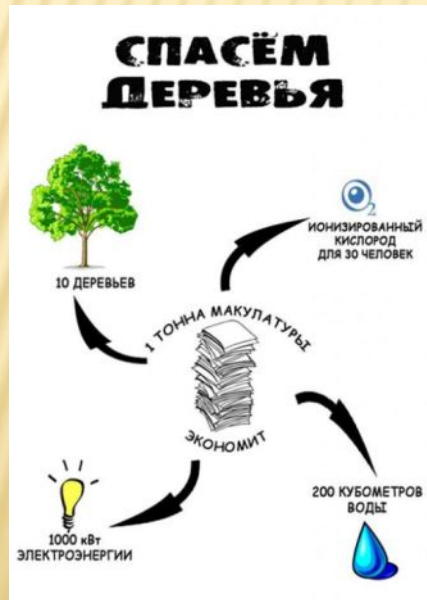 СПАСЁМ
ДЕРЕВЬЯ
O2
ИОНИЗИРОВАННЫЙ
КИСЛОРОД
ДЛЯ 30 ЧЕЛОВЕК
10 ДЕРЕВЬЕВ
1 ТОННА МАКУЛАТУРЫ
ЭКОНОМИТ
1000 кВт
ЭЛЕКТРОЭНЕРГИИ
200 КУБОМЕТРОВ
ВОДЫ